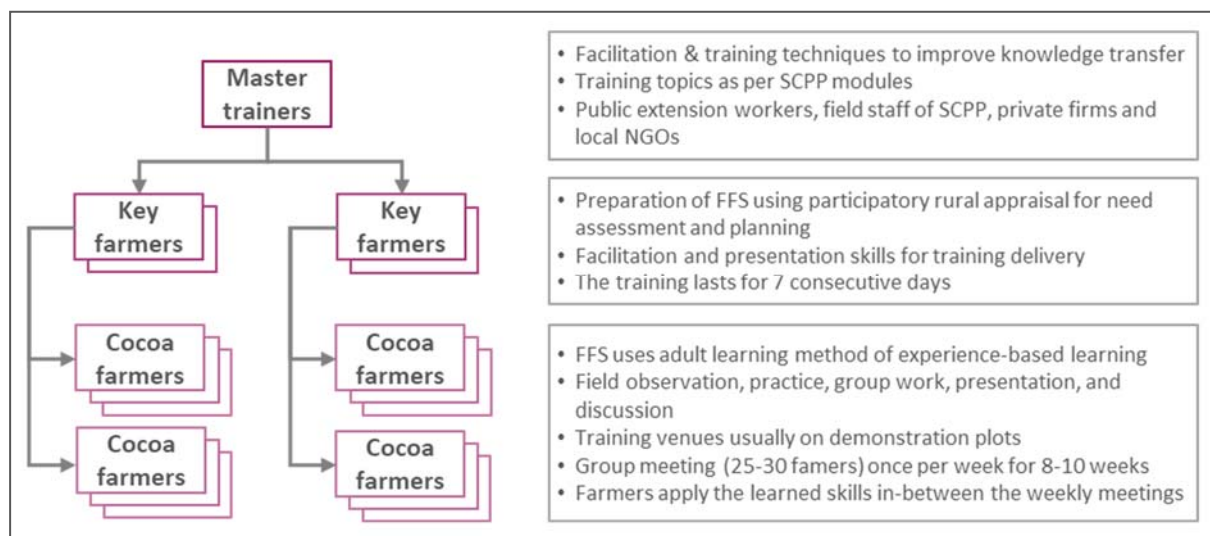 Master
trainers
• Facilitation & training techniques to improve knowledge transfer
• Training topics as per SCPP modules
• Public extension workers, field staff of SCPP, private firms and
local NGOs
Key
farmers
Key
farmers
• Preparation of FFS using participatory rural appraisal for need
assessment and planning
• Facilitation and presentation skills for training delivery
• The training lasts for 7 consecutive days
Cocoa
farmers
Cocoa
farmers
Cocoa
farmers
Cocoa
farmers
• FFS uses adult learning method of experience-based learning
• Field observation, practice, group work, presentation, and
discussion
• Training venues usually on demonstration plots
• Group meeting (25-30 famers) once per week for 8-10 weeks
• Farmers apply the learned skills in-between the weekly meetings